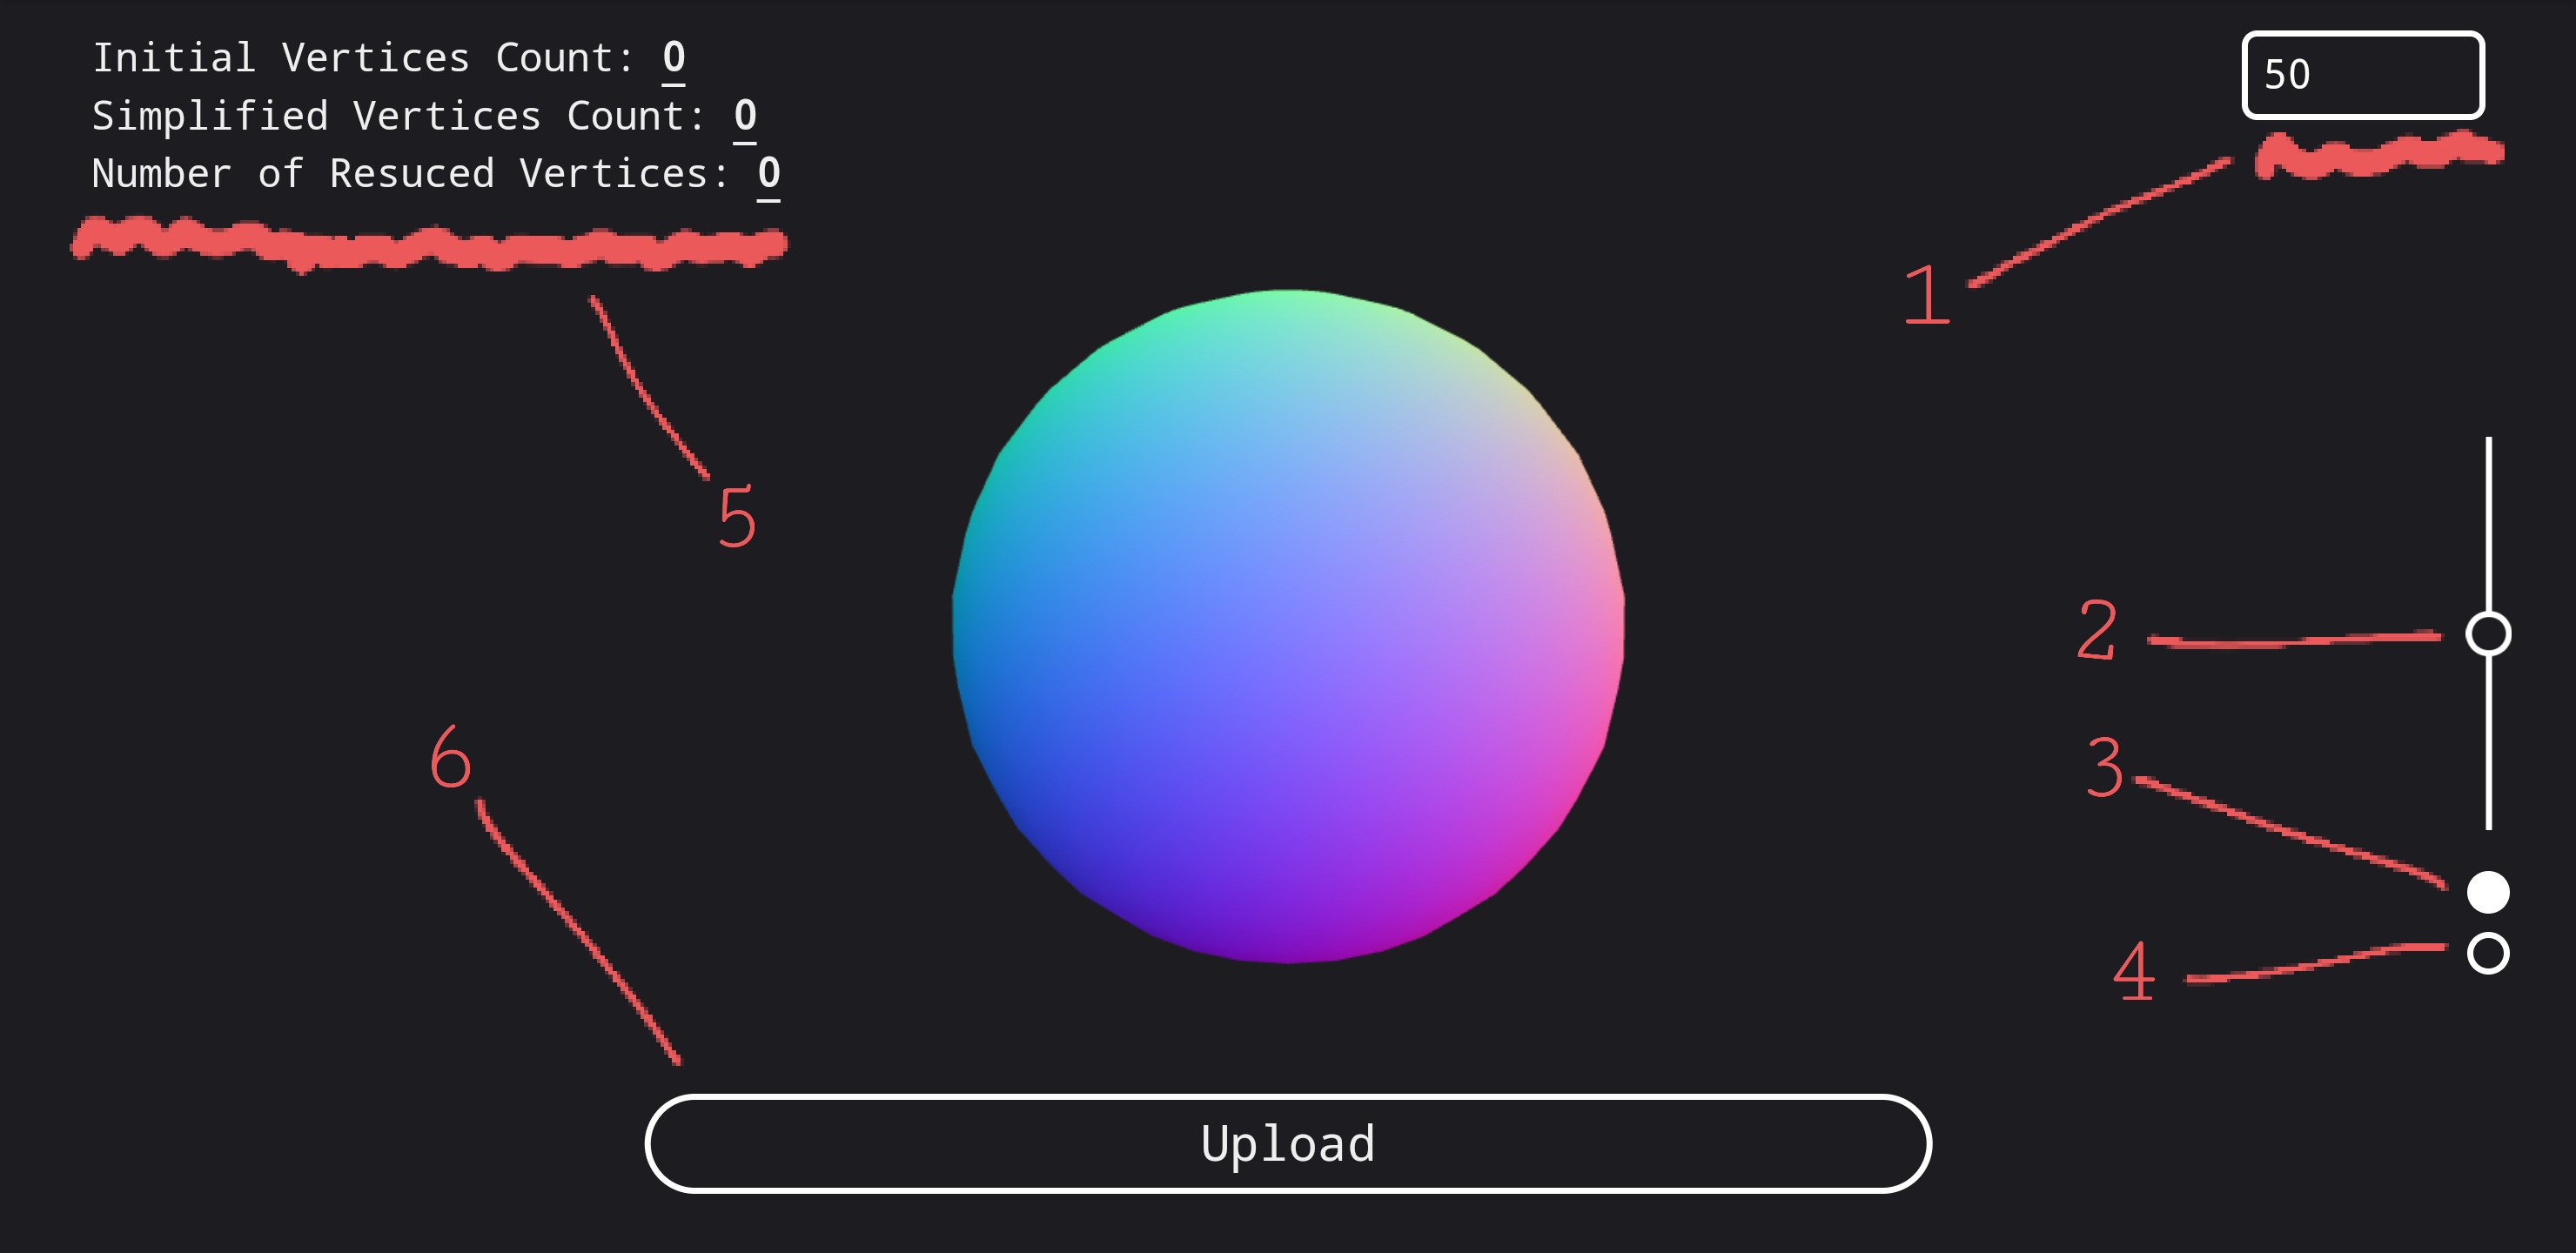 Initial Vertices Count: 0
Simplified Vertices Count: 0
Number of Resuced Vertices: 0
50
1
5
2
3
6
4
Upload